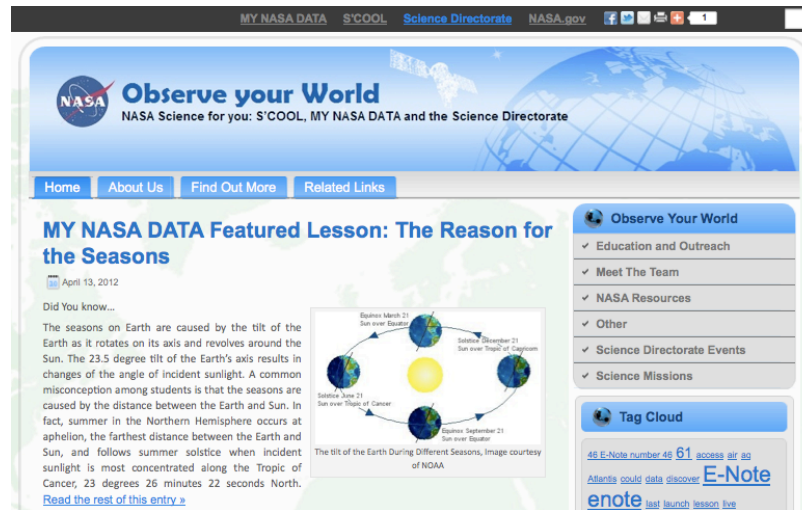 MY NASA DATA S'COOL Science Directorate NASA.gov 1
NASA
Observe your World
NASA Science for you: S'COOL, MY NASA DATA and the Science Directorate
Home About Us Find Out More Related Links
MY NASA DATA Featured Lesson: The Reason for
the Seasons
April 13, 2012
Did You know...
The seasons on Earth are caused by the tilt of the
Earth as it rotates on its axis and revolves around the
Sun. The 23.5 degree tilt of the Earth's axis results in
changes of the angle of incident sunlight. A common
misconception among students is that the seasons are
caused by the distance between the Earth and Sun. In
fact, summer in the Northern Hemisphere occurs at
aphelion, the farthest distance between the Earth and
Sun, and follows summer solstice when incident
sunlight is most concentrated along the Tropic of
Cancer, 23 degrees 26 minutes 22 seconds North.
Read the rest of this entry »
Equinox March 21
Sun over Equator
Solstice December 21
Sun over Tropic of Capricorn
Solstice June 21
Sun over Tropic of Cancer
Equinox September 21
Sun over Equator
The tilt of the Earth During Different Seasons, Image courtesy
of NOAA
Observe Your World
Education and Outreach
Meet The Team
NASA Resources
Other
Science Directorate Events
Science Missions
Tag Cloud
46 E-Note number 46 61 access air aq
Atlantis could data discover E-Note
enote last launch lesson live